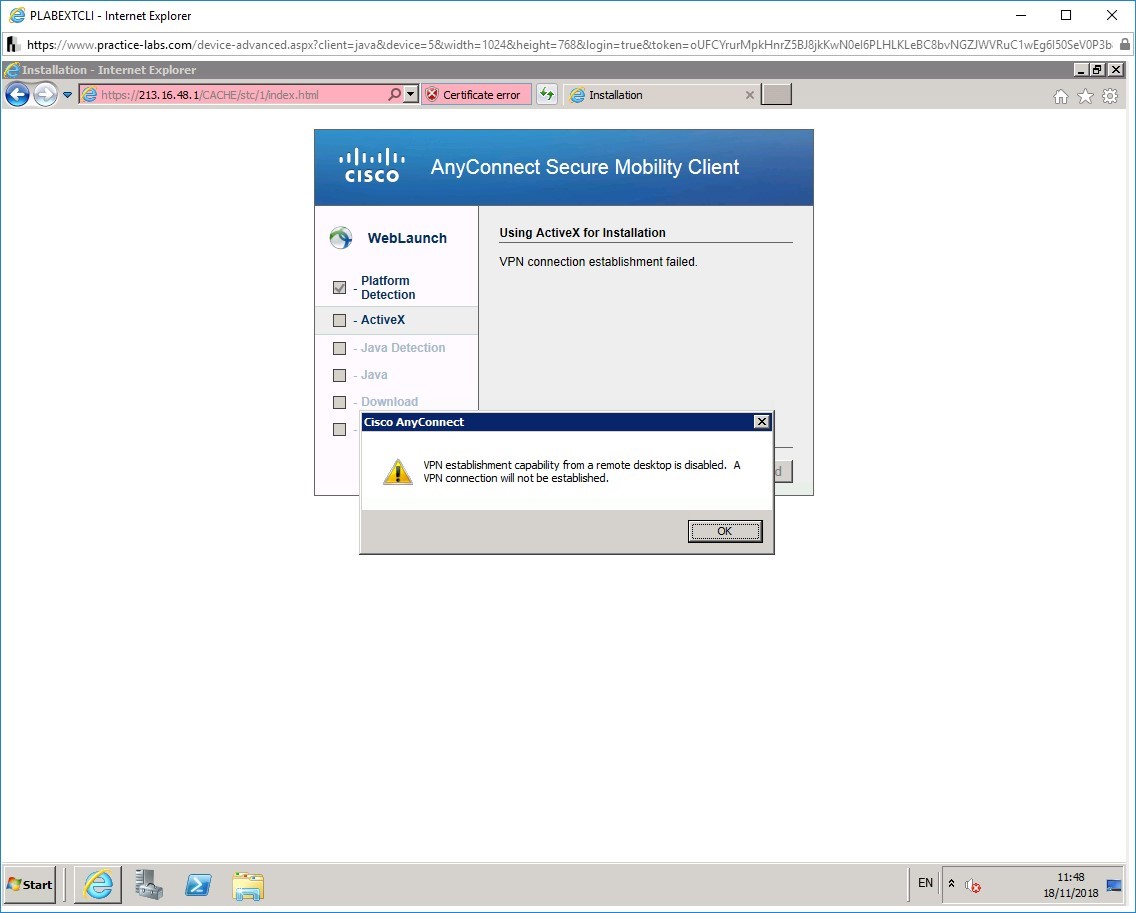 PLABEXTCLI - Internet Explorer
https://www.practice-labs.com/device-advanced.aspx?client=java&device=5&width=1024&height=768&login=true&token=oUFCYrurMpkHnrZ5BJ8jkKwN0eI6PLHLKLeBC8bvNGZJWVRuC1wEg6I50SeV0P3b
Installation - Internet Explorer
https://213.16.48.1/CACHE/stc/1/index.html
Certificate error
Installation
CISCO
AnyConnect Secure Mobility Client
WebLaunch
- Platform
Detection
- ActiveX
- Java Detection
- Java
- Download
-
Using ActiveX for Installation
VPN connection establishment failed.
d
Cisco AnyConnect
VPN establishment capability from a remote desktop is disabled. A
VPN connection will not be established.
OK
Start
EN
11:48
18/11/2018